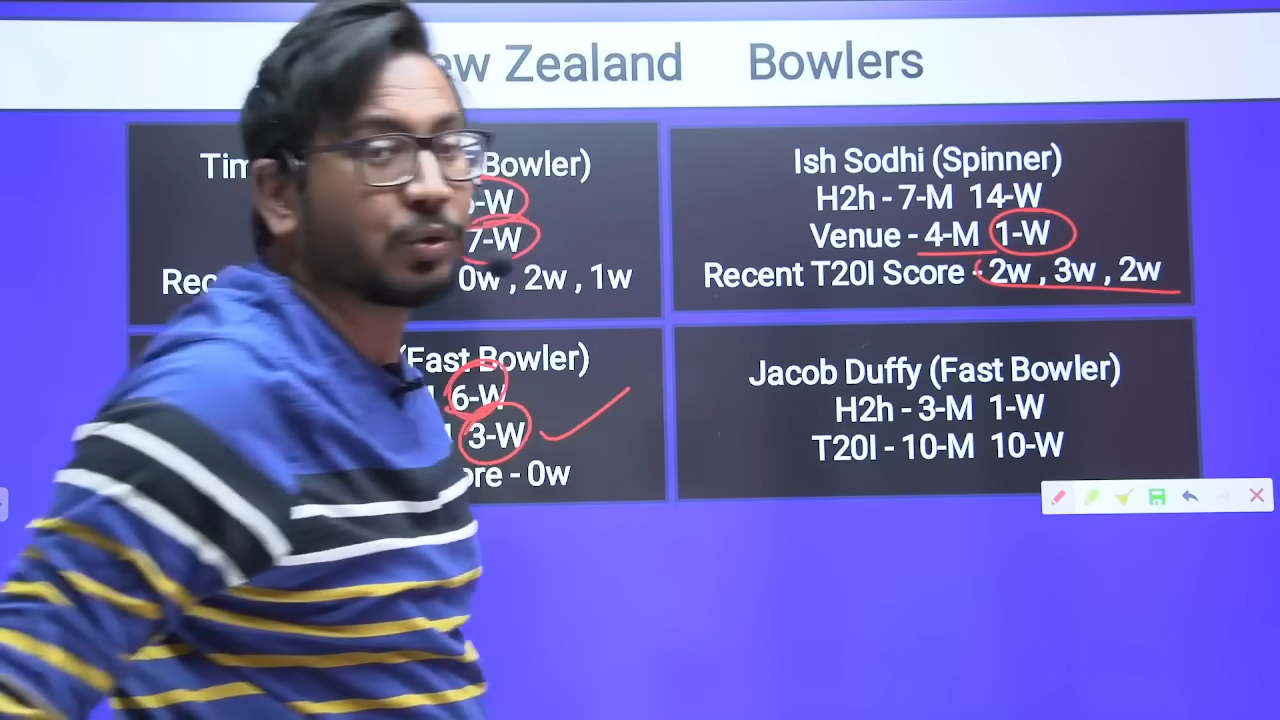 ew Zealand Bowlers
Tim Bowler)
-W
7-W
Rec 0w , 2w , 1w
Ish Sodhi (Spinner)
H2h - 7-M 14-W
Venue - 4-M 1-W
Recent T20I Score - 2w , 3w , 2w
(Fast Bowler)
6-W
3-W
ore - 0w
Jacob Duffy (Fast Bowler)
H2h - 3-M 1-W
T20I - 10-M 10-W